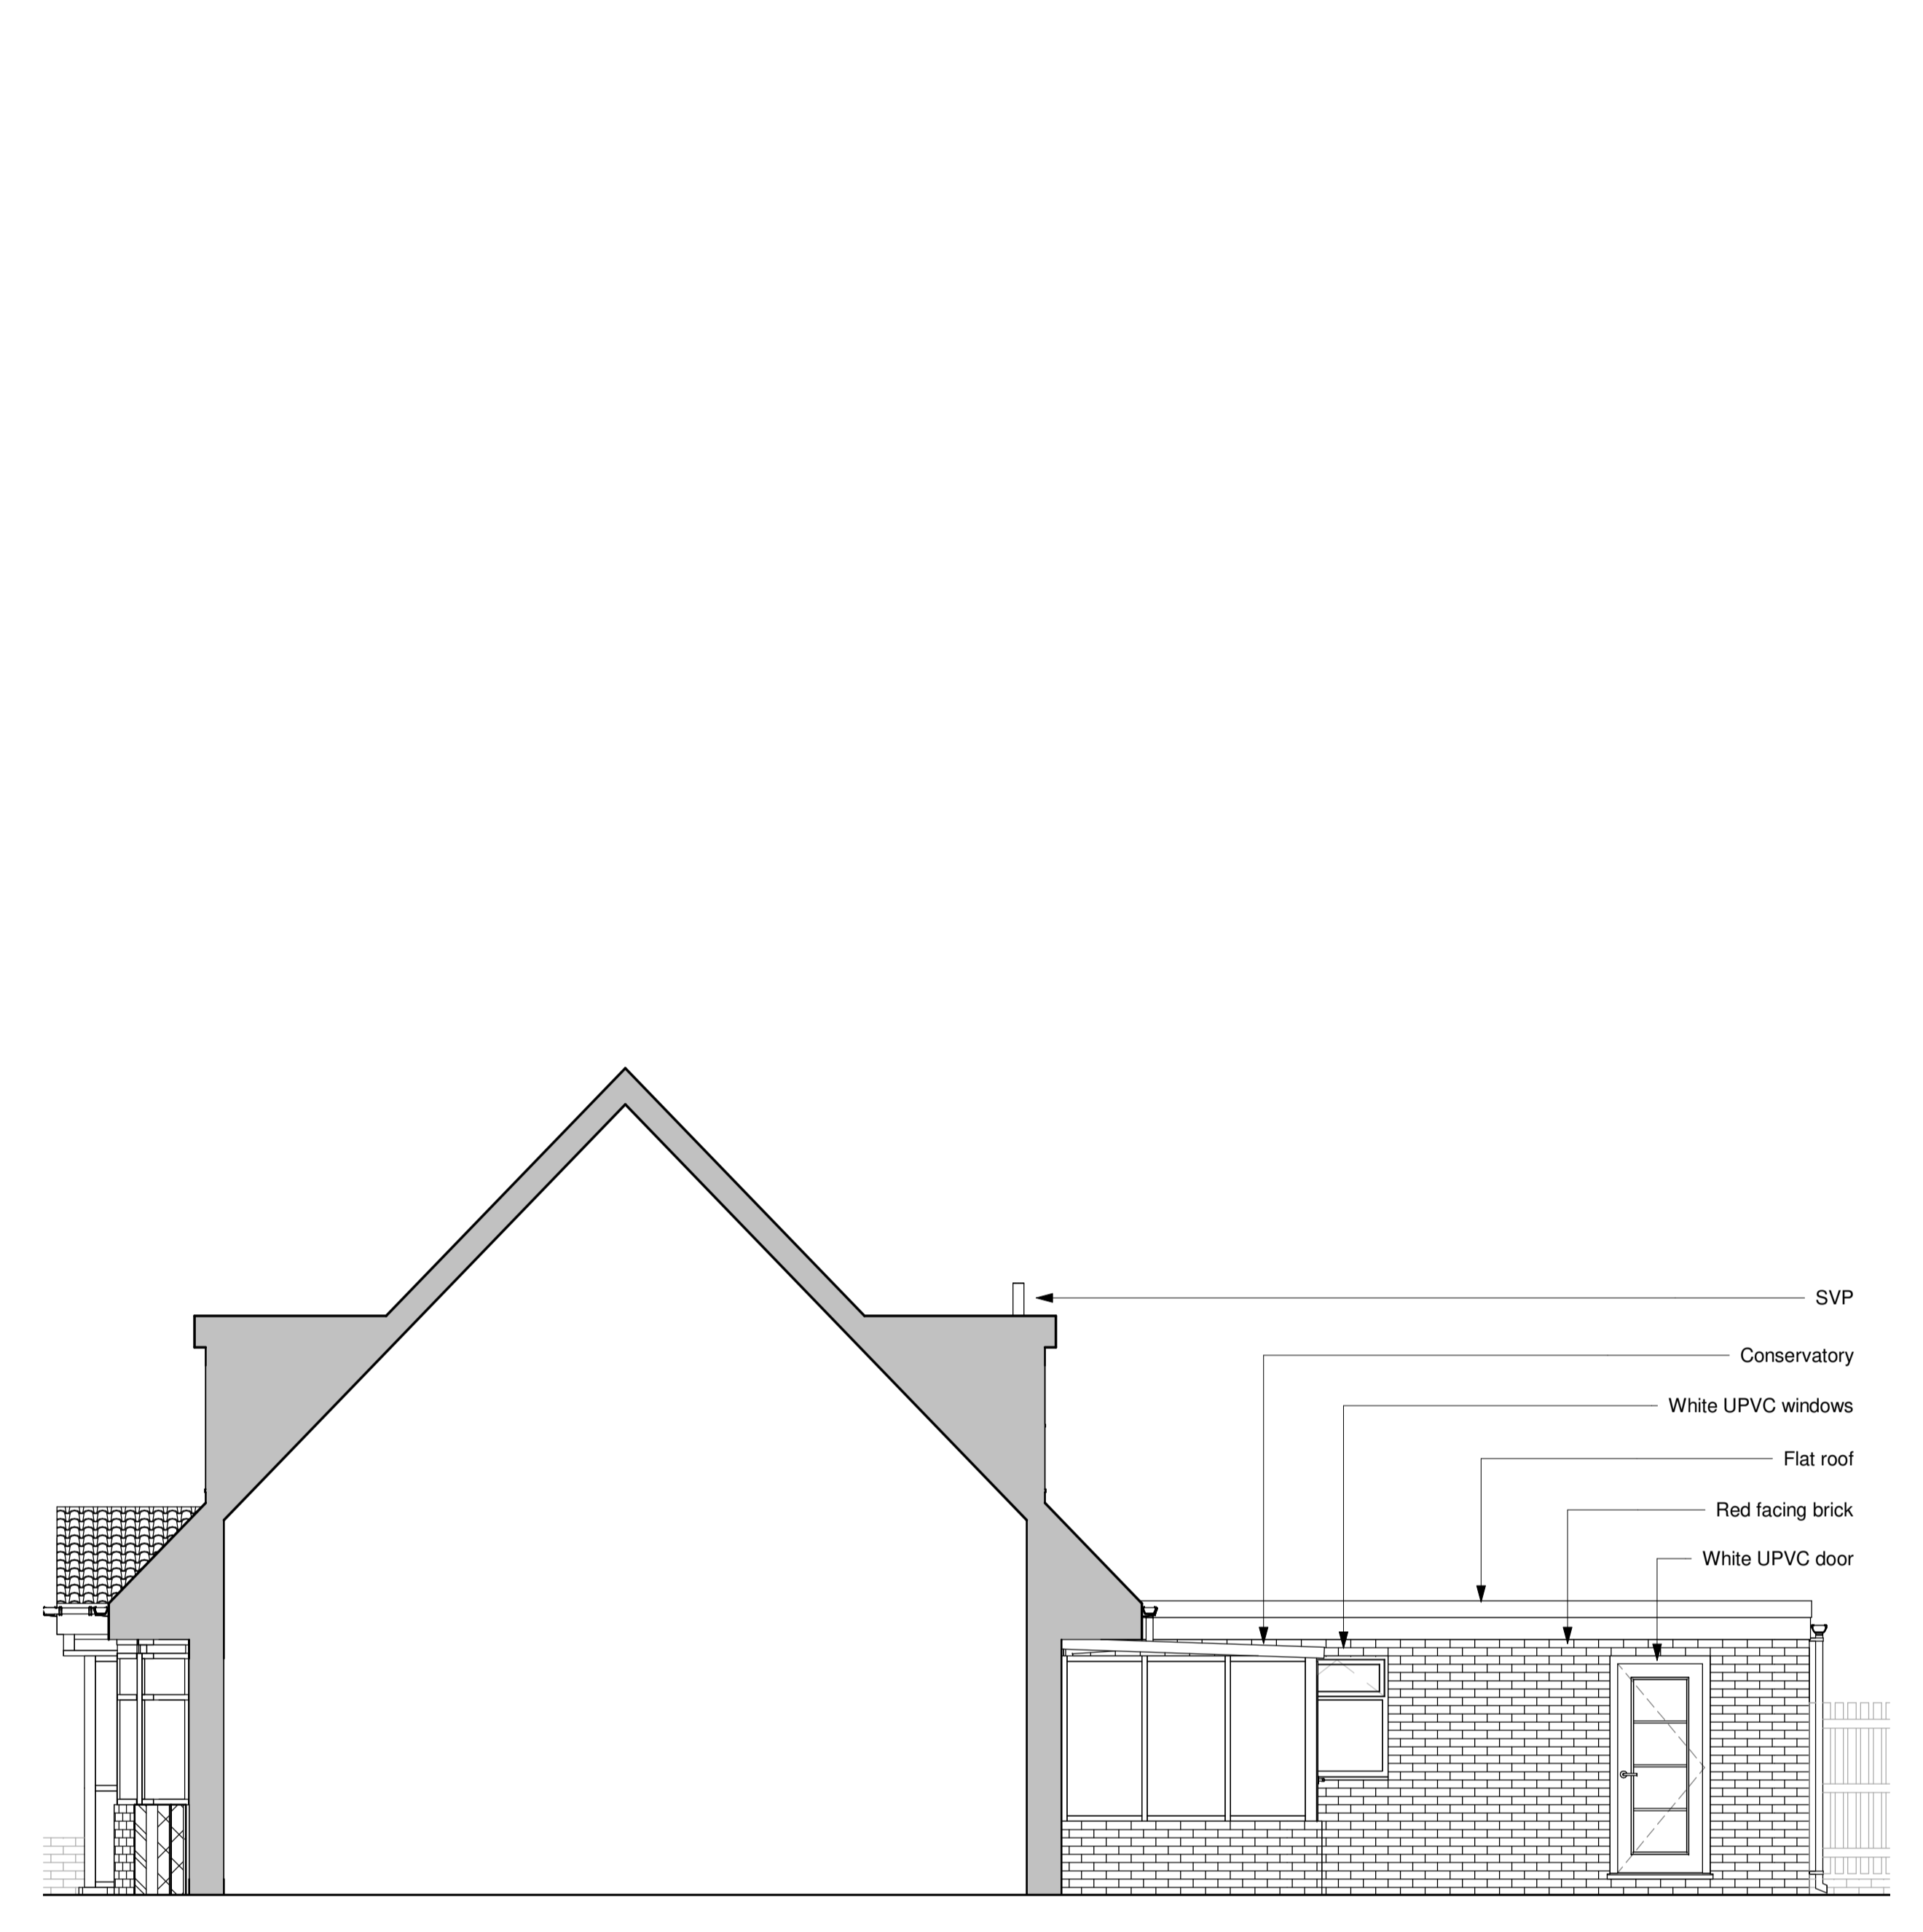 SVP
Conservatory
White UPVC windows
Flat roof
Red facing brick
White UPVC door